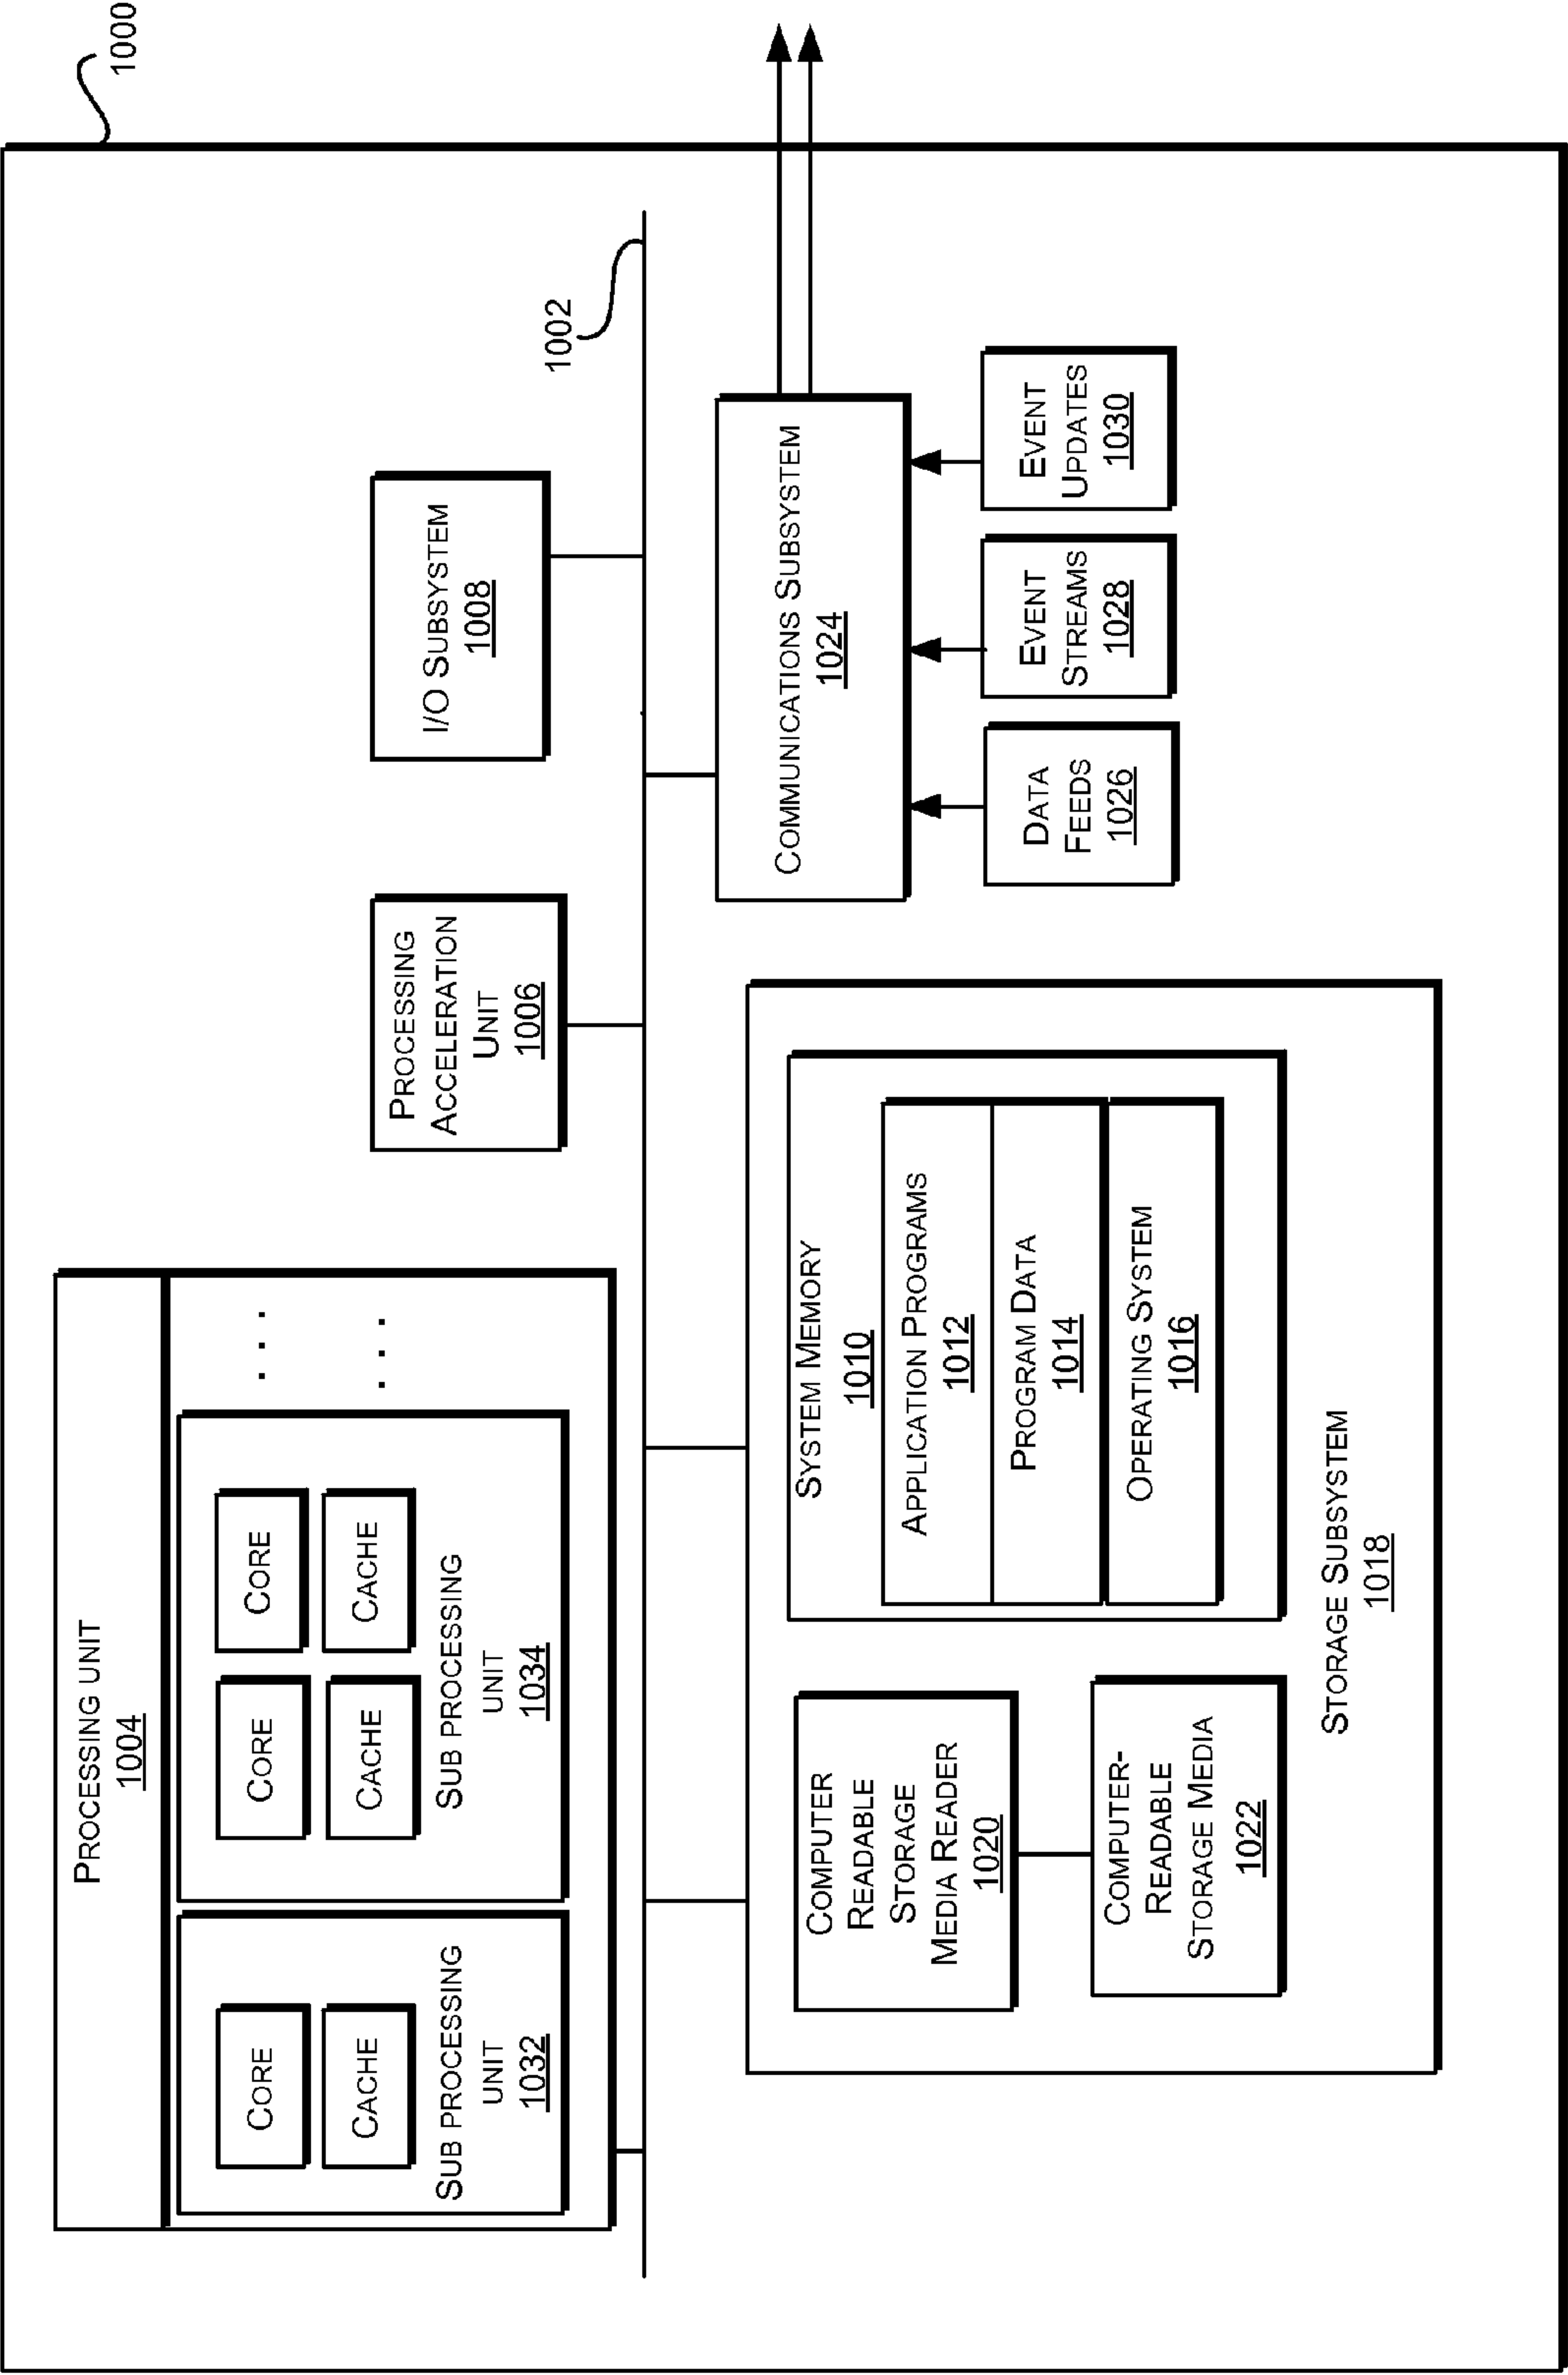 1000
PROCESSING UNIT
1004
CORE
CACHE
SUB PROCESSING
UNIT
1032
CORE
CORE
CACHE
CACHE
SUB PROCESSING
UNIT
1034
. . .
. . .
PROCESSING
ACCELERATION
UNIT
1006
I/O SUBSYSTEM
1008
1002
COMPUTER
READABLE
STORAGE
MEDIA READER
1020
COMPUTER-
READABLE
STORAGE MEDIA
1022
SYSTEM MEMORY
1010
APPLICATION PROGRAMS
1012
PROGRAM DATA
1014
OPERATING SYSTEM
1016
STORAGE SUBSYSTEM
1018
COMMUNICATIONS SUBSYSTEM
1024
DATA
FEEDS
1026
EVENT
STREAMS
1028
EVENT
UPDATES
1030